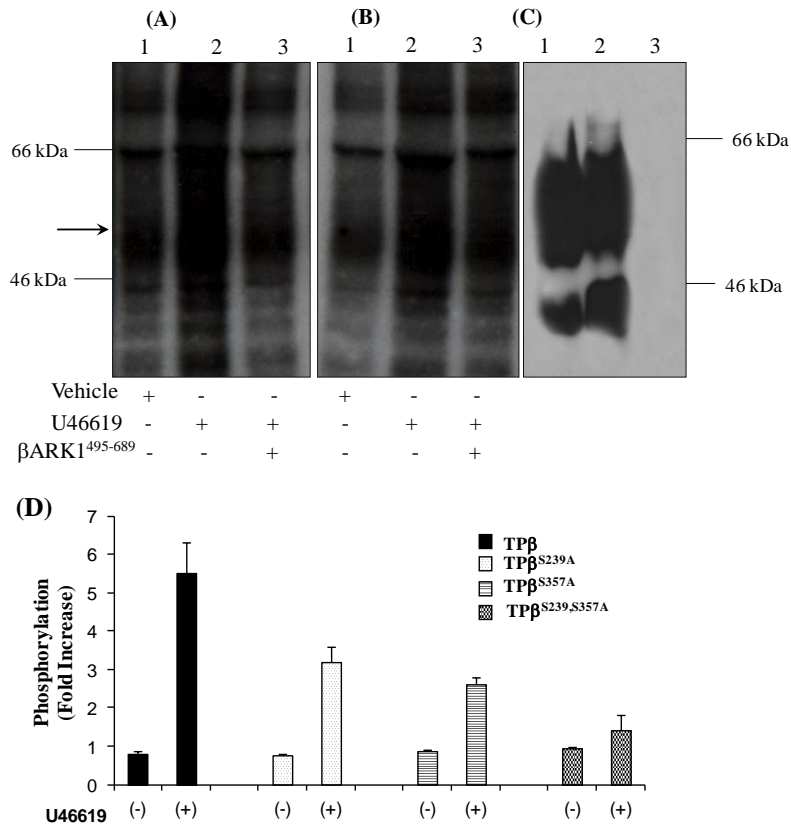 (A) (B) (C)
1 2 3 1 2 3 1 2 3
66 kDa 66 kDa
46 kDa 46 kDa
Vehicle + - - + - -
U46619 - + + - + +
βARK1⁴⁹⁵⁻⁶⁸⁹ - - + - - +
(D)
Phosphorylation
(Fold Increase)
7
6
5
4
3
2
1
0
TPβ
TPβS239A
TPβS357A
TPβS239,S357A
U46619 (-) (+) (-) (+) (-) (+) (-) (+)